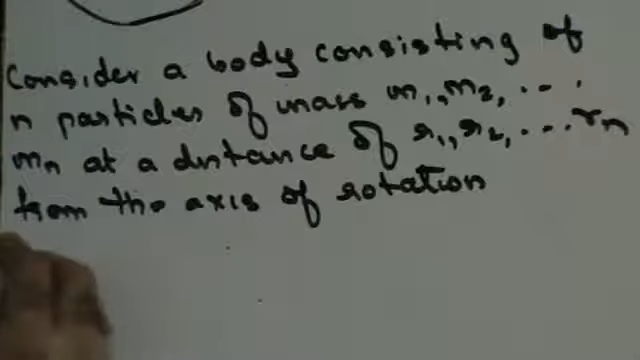 Consider a body consisting of
n particles of mass m₁, m₂, ...
mₙ at a distance of r₁, r₂, ... rₙ
from the axis of rotation